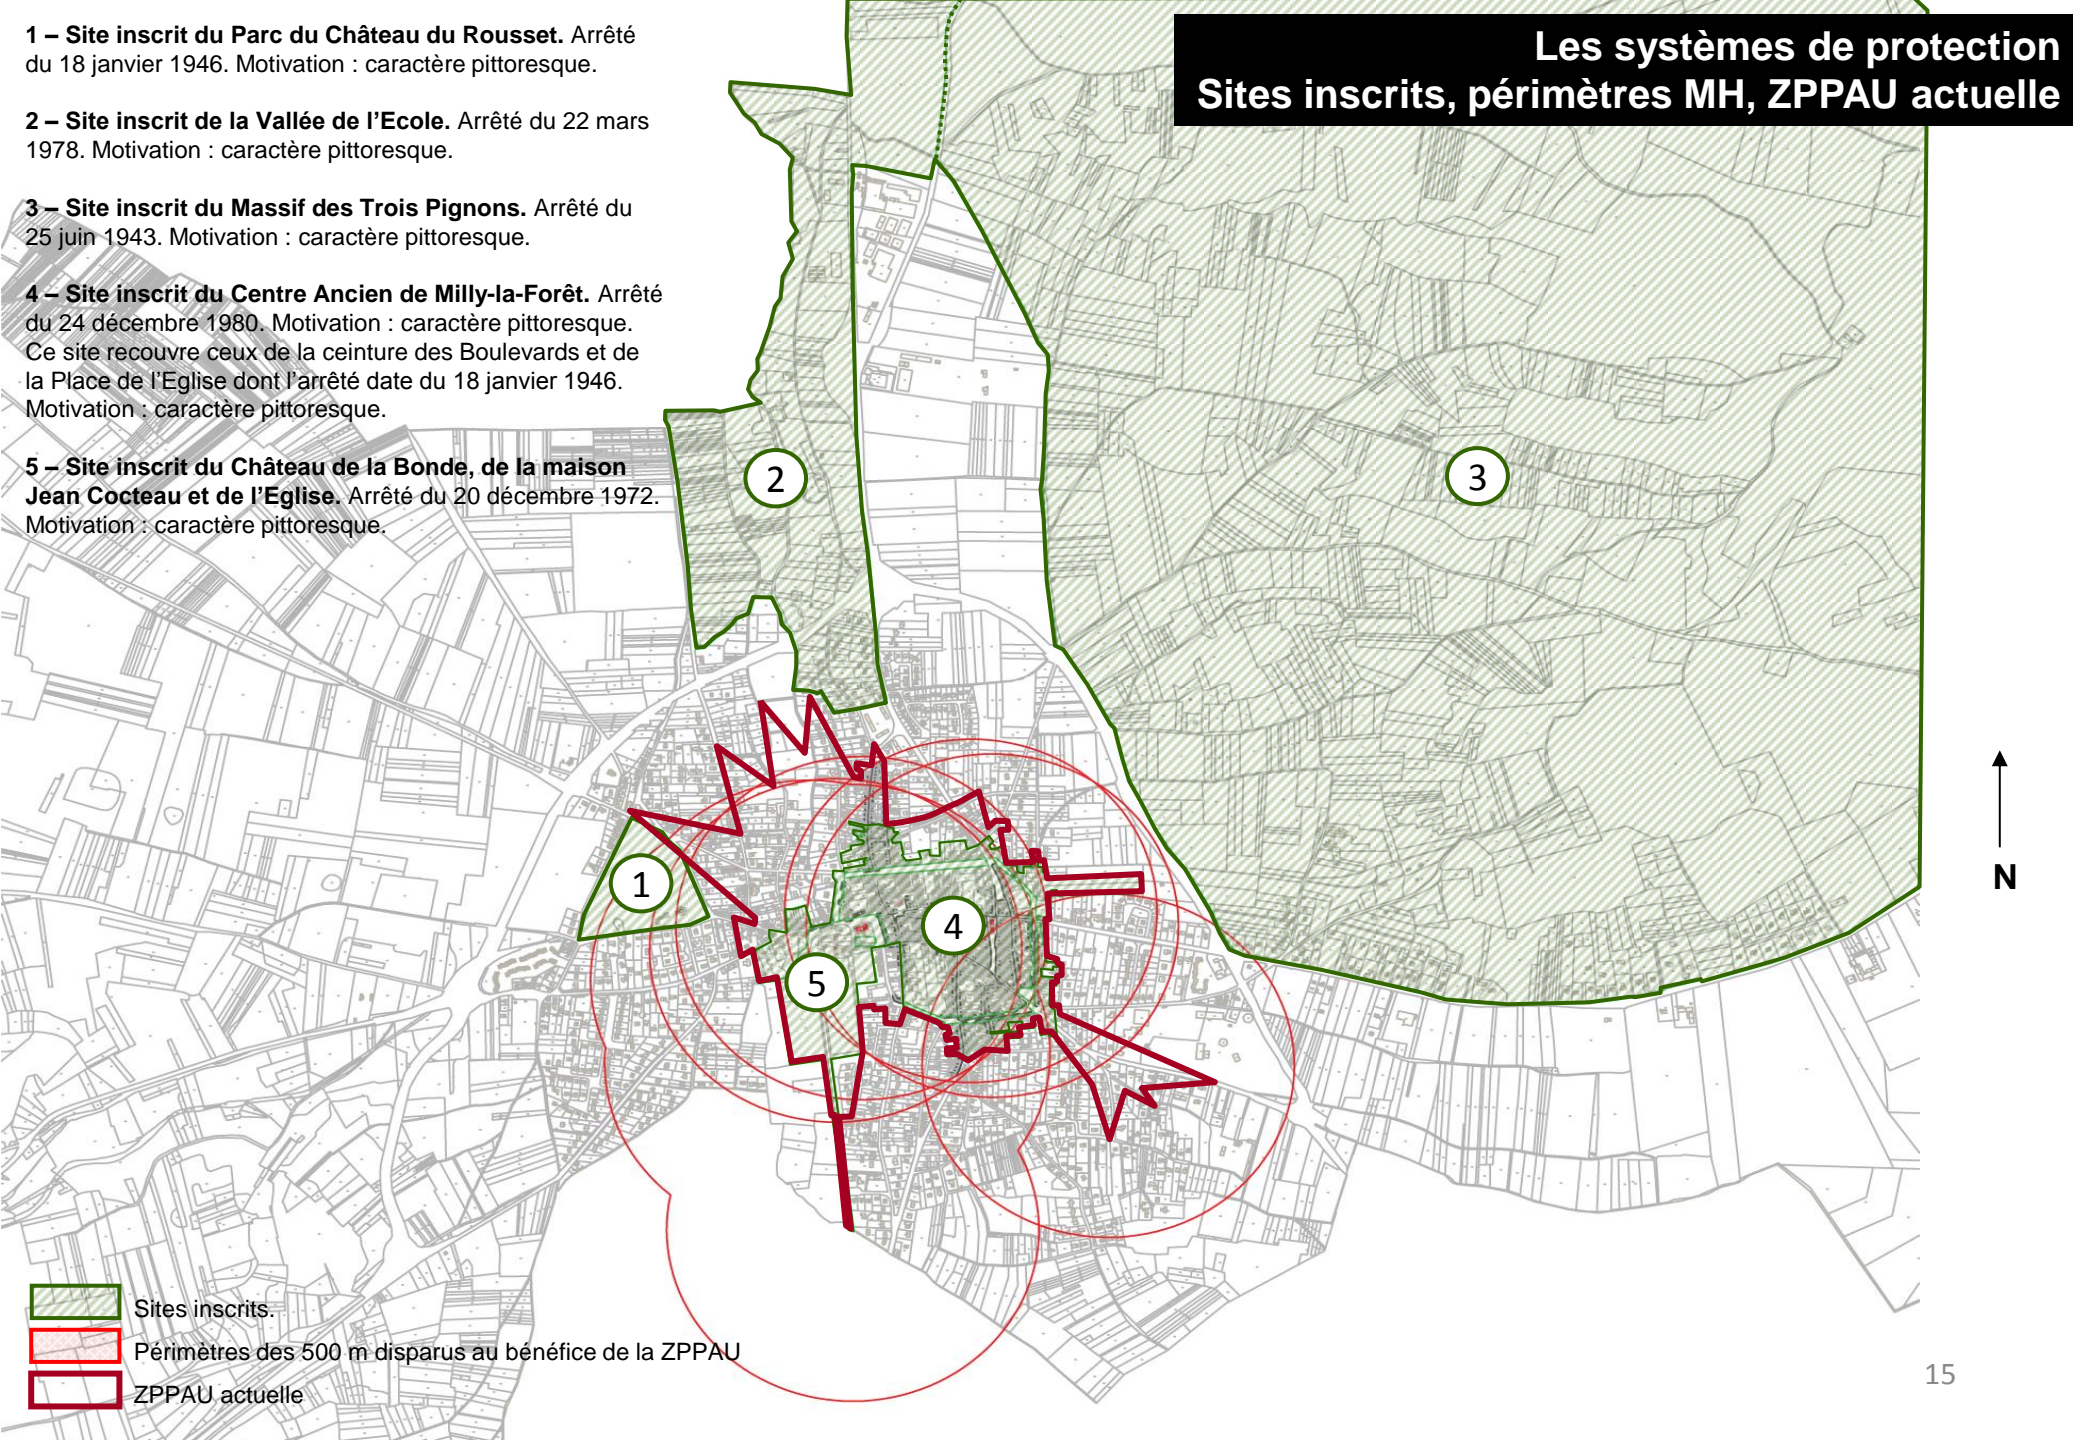 1 – Site inscrit du Parc du Château du Rousset. Arrêté
du 18 janvier 1946. Motivation : caractère pittoresque.
2 – Site inscrit de la Vallée de l’Ecole. Arrêté du 22 mars
1978. Motivation : caractère pittoresque.
3 – Site inscrit du Massif des Trois Pignons. Arrêté du
25 juin 1943. Motivation : caractère pittoresque.
4 – Site inscrit du Centre Ancien de Milly-la-Forêt. Arrêté
du 24 décembre 1980. Motivation : caractère pittoresque.
Ce site recouvre ceux de la ceinture des Boulevards et de
la Place de l’Eglise dont l’arrêté date du 18 janvier 1946.
Motivation : caractère pittoresque.
5 – Site inscrit du Château de la Bonde, de la maison
Jean Cocteau et de l’Eglise. Arrêté du 20 décembre 1972.
Motivation : caractère pittoresque.
Les systèmes de protection
Sites inscrits, périmètres MH, ZPPAU actuelle
2
3
1
4
5
N
Sites inscrits.
Périmètres des 500 m disparus au bénéfice de la ZPPAU
ZPPAU actuelle
15